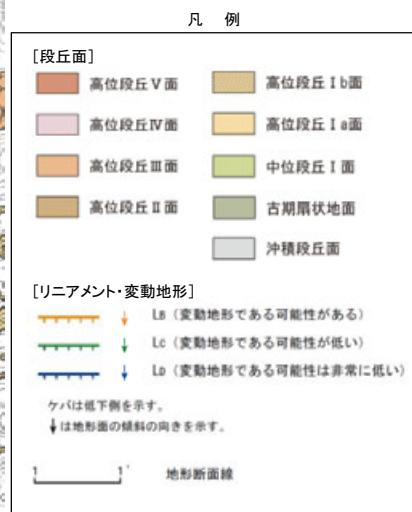 凡 例
[段丘面]
高位段丘Ⅴ面
高位段丘Ⅳ面
高位段丘Ⅲ面
高位段丘Ⅱ面
高位段丘Ⅰb面
高位段丘Ⅰa面
中位段丘Ⅰ面
古期扇状地面
沖積段丘面
[リニアメント・変動地形]
LB (変動地形である可能性がある)
LC (変動地形である可能性が低い)
LD (変動地形である可能性は非常に低い)
ケバは低下側を示す。
↓は地形面の傾斜の向きを示す。
1 1' 地形断面線